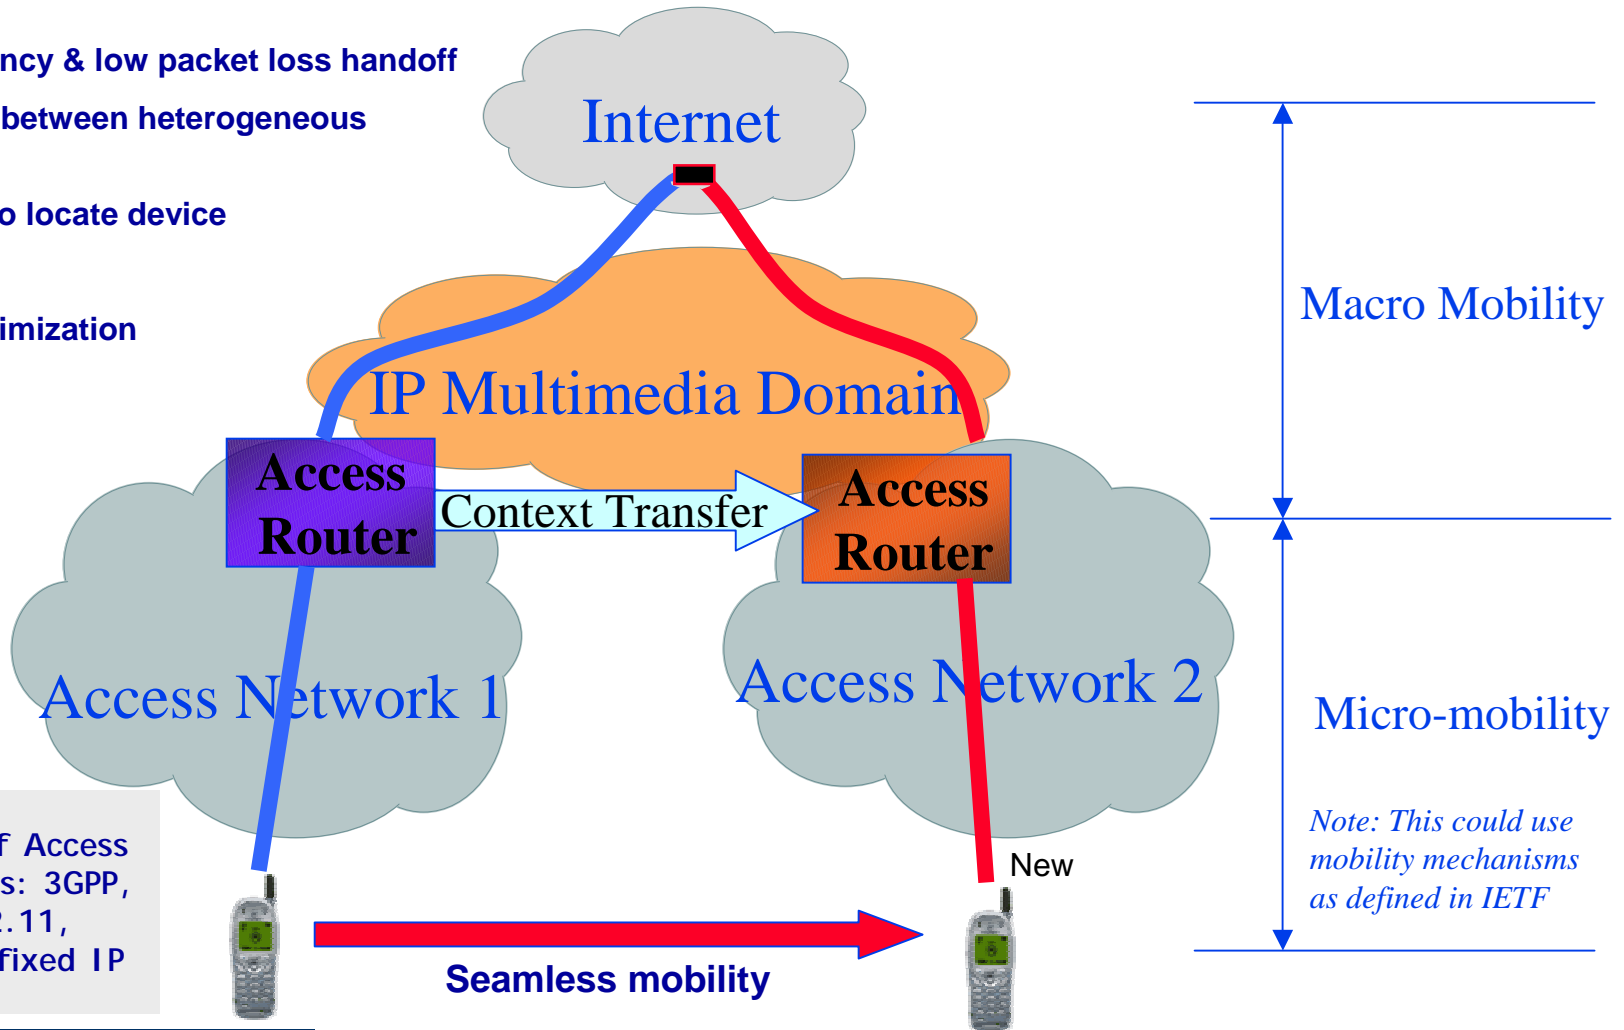 ncy & low packet loss handoff
between heterogeneous
o locate device
imization
Internet
IP Multimedia Domain
Access
Router
Context Transfer
Access
Router
Access Network 1
Access Network 2
Macro Mobility
Micro-mobility
Note: This could use
mobility mechanisms
as defined in IETF
f Access
s: 3GPP,
2.11,
fixed IP
New
Seamless mobility